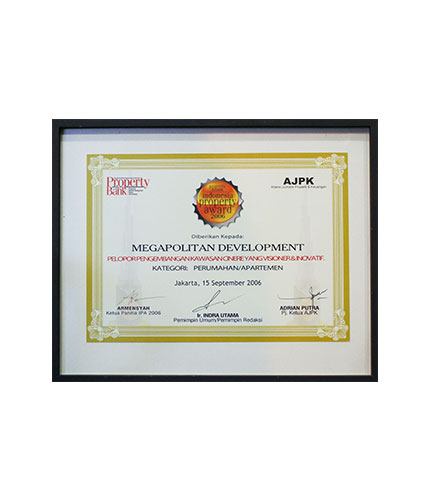 Property
Bank
indonesia
property
award
2006
AJPK
Diberikan Kepada:
MEGAPOLITAN DEVELOPMENT
PELOPOR PENGEMBANGAN KAWASAN CINERE YANG VISIONER & INOVATIF.
KATEGORI: PERUMAHAN/APARTEMEN
Jakarta, 15 September 2006
ARMENSYAH
Ketua Panitia IPA 2006
Ir. INDRA UTAMA
Pemimpin Umum/Pemimpin Redaksi
ADRIAN PUTRA
Pj. Ketua AJPK